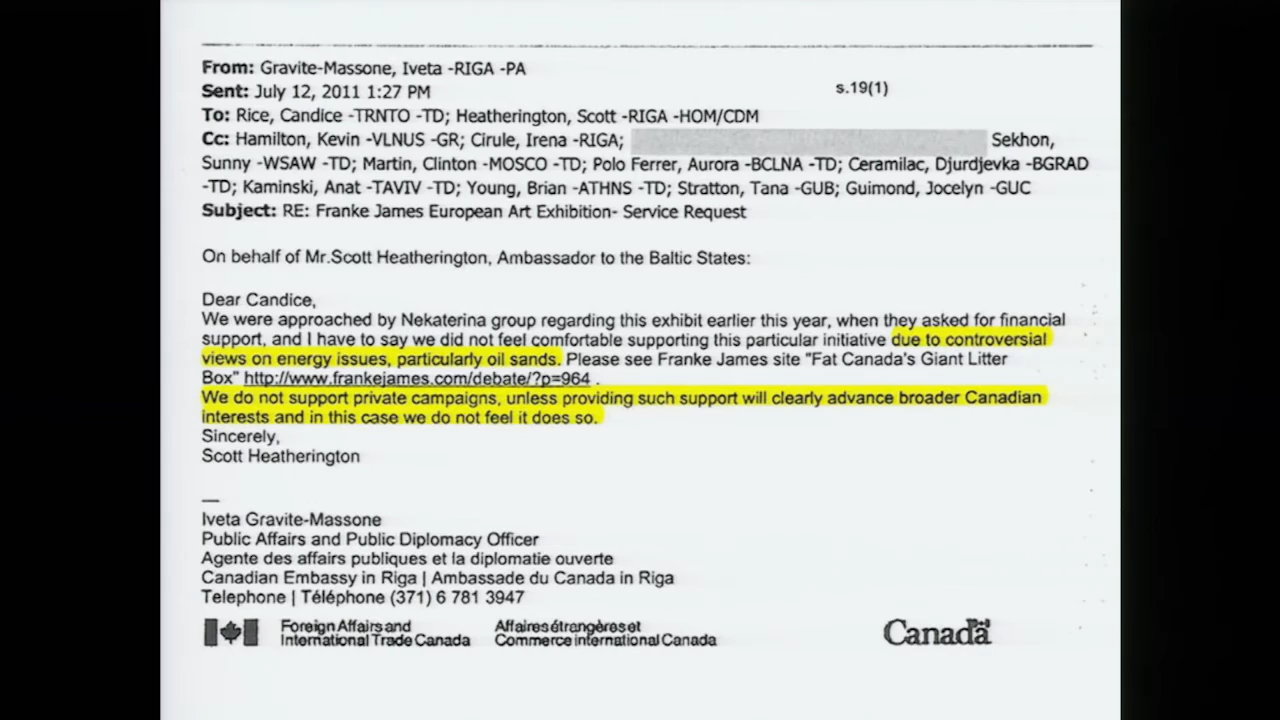 From: Gravite-Massone, Iveta -RIGA -PA
s.19(1)
Sent: July 12, 2011 1:27 PM
To: Rice, Candice -TRNTO -TD; Heatherington, Scott -RIGA -HOM/CDM
Cc: Hamilton, Kevin -VLNUS -GR; Cirule, Irena -RIGA; Sekhon,
Sunny -WSAW -TD; Martin, Clinton -MOSCO -TD; Polo Ferrer, Aurora -BCLNA -TD; Ceramilac, Djurdjevka -BGRAD
-TD; Kaminski, Anat -TAVIV -TD; Young, Brian -ATHNS -TD; Stratton, Tana -GUB; Guimond, Jocelyn -GUC
Subject: RE: Franke James European Art Exhibition- Service Request
On behalf of Mr.Scott Heatherington, Ambassador to the Baltic States:
Dear Candice,
We were approached by Nekaterina group regarding this exhibit earlier this year, when they asked for financial
support, and I have to say we did not feel comfortable supporting this particular initiative due to controversial
views on energy issues, particularly oil sands. Please see Franke James site "Fat Canada's Giant Litter
Box" http://www.frankejames.com/debate/?p=964 .
We do not support private campaigns, unless providing such support will clearly advance broader Canadian
interests and in this case we do not feel it does so.
Sincerely,
Scott Heatherington
—
Iveta Gravite-Massone
Public Affairs and Public Diplomacy Officer
Agente des affaires publiques et la diplomatie ouverte
Canadian Embassy in Riga | Ambassade du Canada in Riga
Telephone | Téléphone (371) 6 781 3947
Foreign Affairs and Affaires étrangères et
International Trade Canada Commerce international Canada
Canada